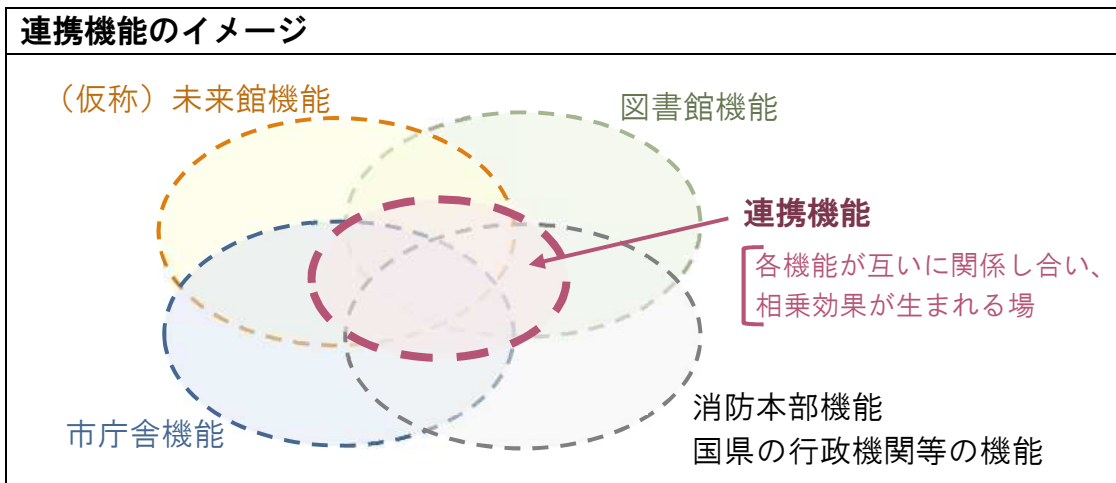 連携機能のイメージ
（仮称）未来館機能
図書館機能
連携機能
各機能が互いに関係し合い、
相乗効果が生まれる場
市庁舎機能
消防本部機能
国県の行政機関等の機能